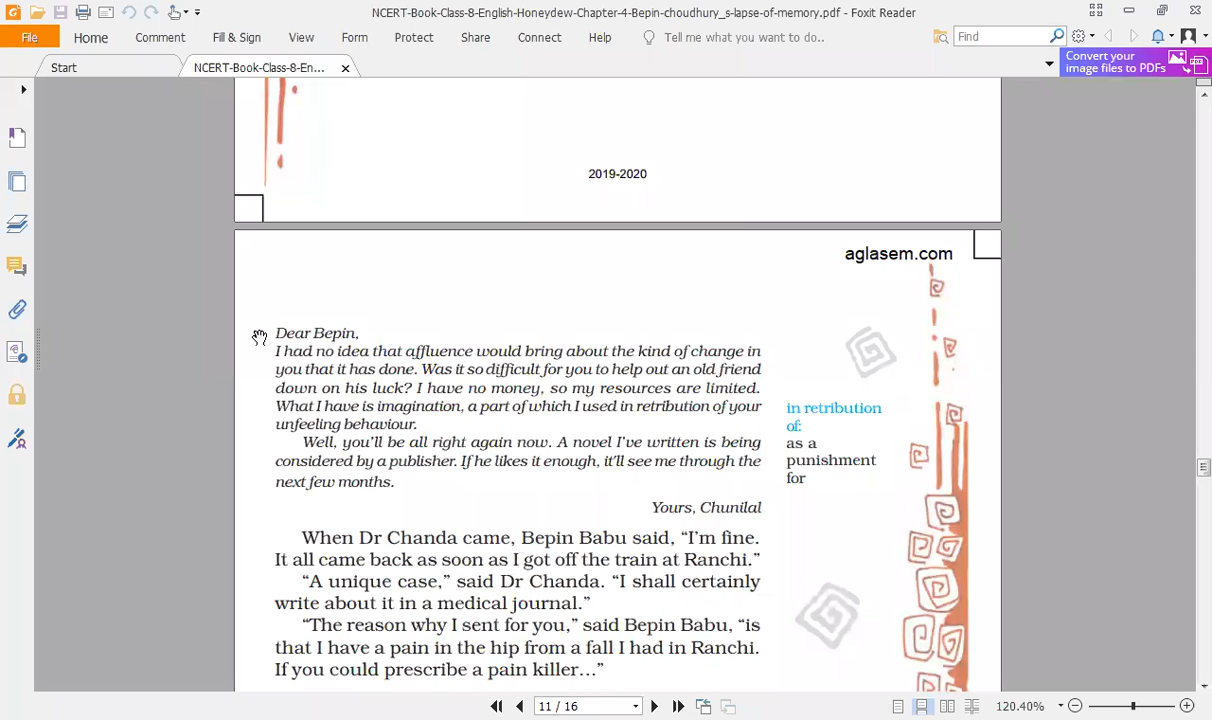 NCERT-Book-Class-8-English-Honeydew-Chapter-4-Bepin-choudhury_s-lapse-of-memory.pdf - Foxit Reader
File Home Comment Fill & Sign View Form Protect Share Connect Help Tell me what you want to do.. Find
Start NCERT-Book-Class-8-En... Convert your
image files to PDFs
2019-2020
aglasem.com
Dear Bepin,
I had no idea that affluence would bring about the kind of change in
you that it has done. Was it so difficult for you to help out an old friend
down on his luck? I have no money, so my resources are limited.
What I have is imagination, a part of which I used in retribution of your
unfeeling behaviour.
Well, you'll be all right again now. A novel I've written is being
considered by a publisher. If he likes it enough, it'll see me through the
next few months.
Yours, Chunilal
in retribution
of:
as a
punishment
for
When Dr Chanda came, Bepin Babu said, “I'm fine.
It all came back as soon as I got off the train at Ranchi.”
“A unique case,” said Dr Chanda. “I shall certainly
write about it in a medical journal.”
“The reason why I sent for you,” said Bepin Babu, “is
that I have a pain in the hip from a fall I had in Ranchi.
If you could prescribe a pain killer...”
11 / 16 120.40%